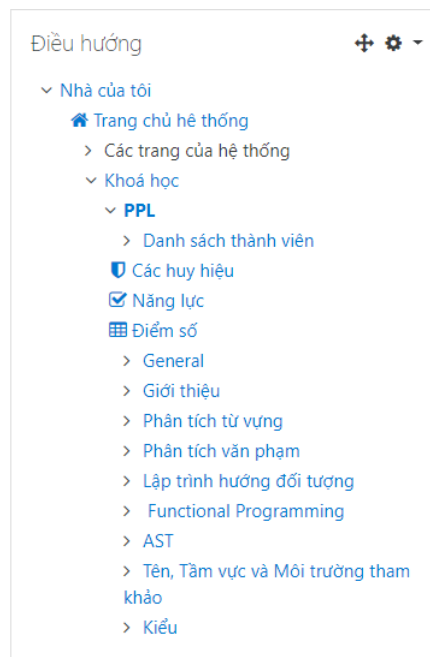 Điều hướng
Nhà của tôi
Trang chủ hê thống
Các trang của hệ thống
Khoá học
PPL
Danh sách thành viên
Các huy hiệu
Năng lực
Điểm số
General
Giới thiệu
Phân tích từ vựng
Phân tích văn phạm
Lập trình hướng đối tượng
Functional Programming
AST
Tên, Tầm vực và Môi trường tham
khảo
Kiểu